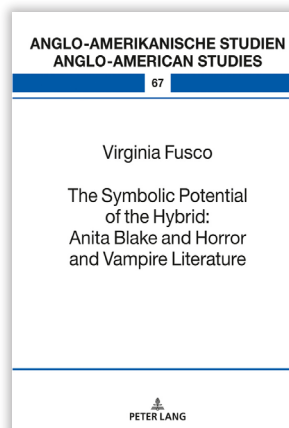 ANGLO-AMERIKANISCHE STUDIEN
ANGLO-AMERICAN STUDIES
67
Virginia Fusco
The Symbolic Potential
of the Hybrid:
Anita Blake and Horror
and Vampire Literature
PETER LANG